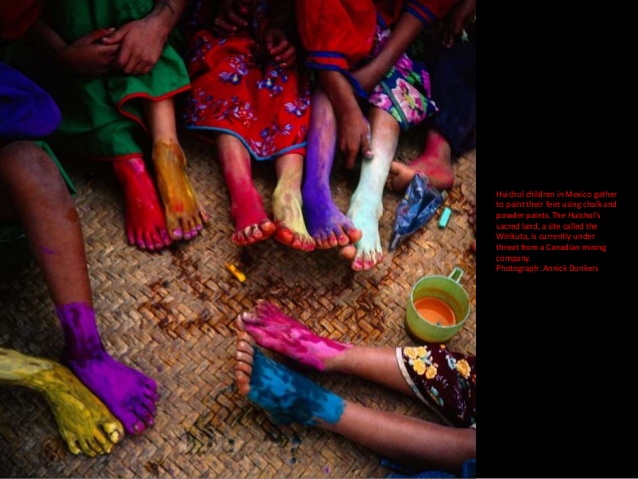 Huichol children in Mexico gather
to paint their feet using chalk and
powder paints. The Huichol's
sacred land, a site called the
Wirikuta, is currently under
threat from a Canadian mining
company.
Photograph: Annick Donkers